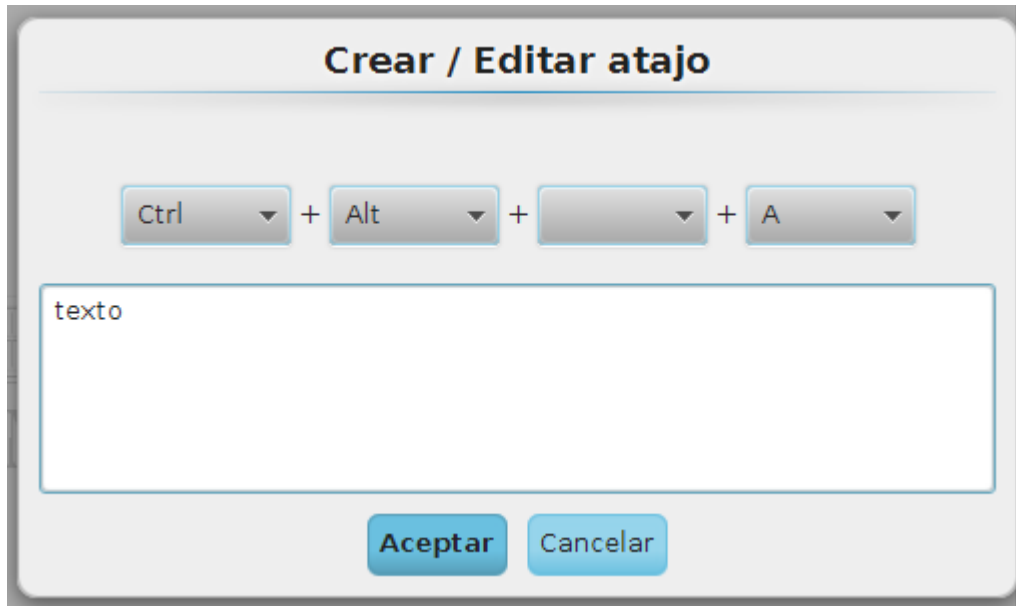 Crear / Editar atajo
Ctrl + Alt + + A
texto
Aceptar Cancelar